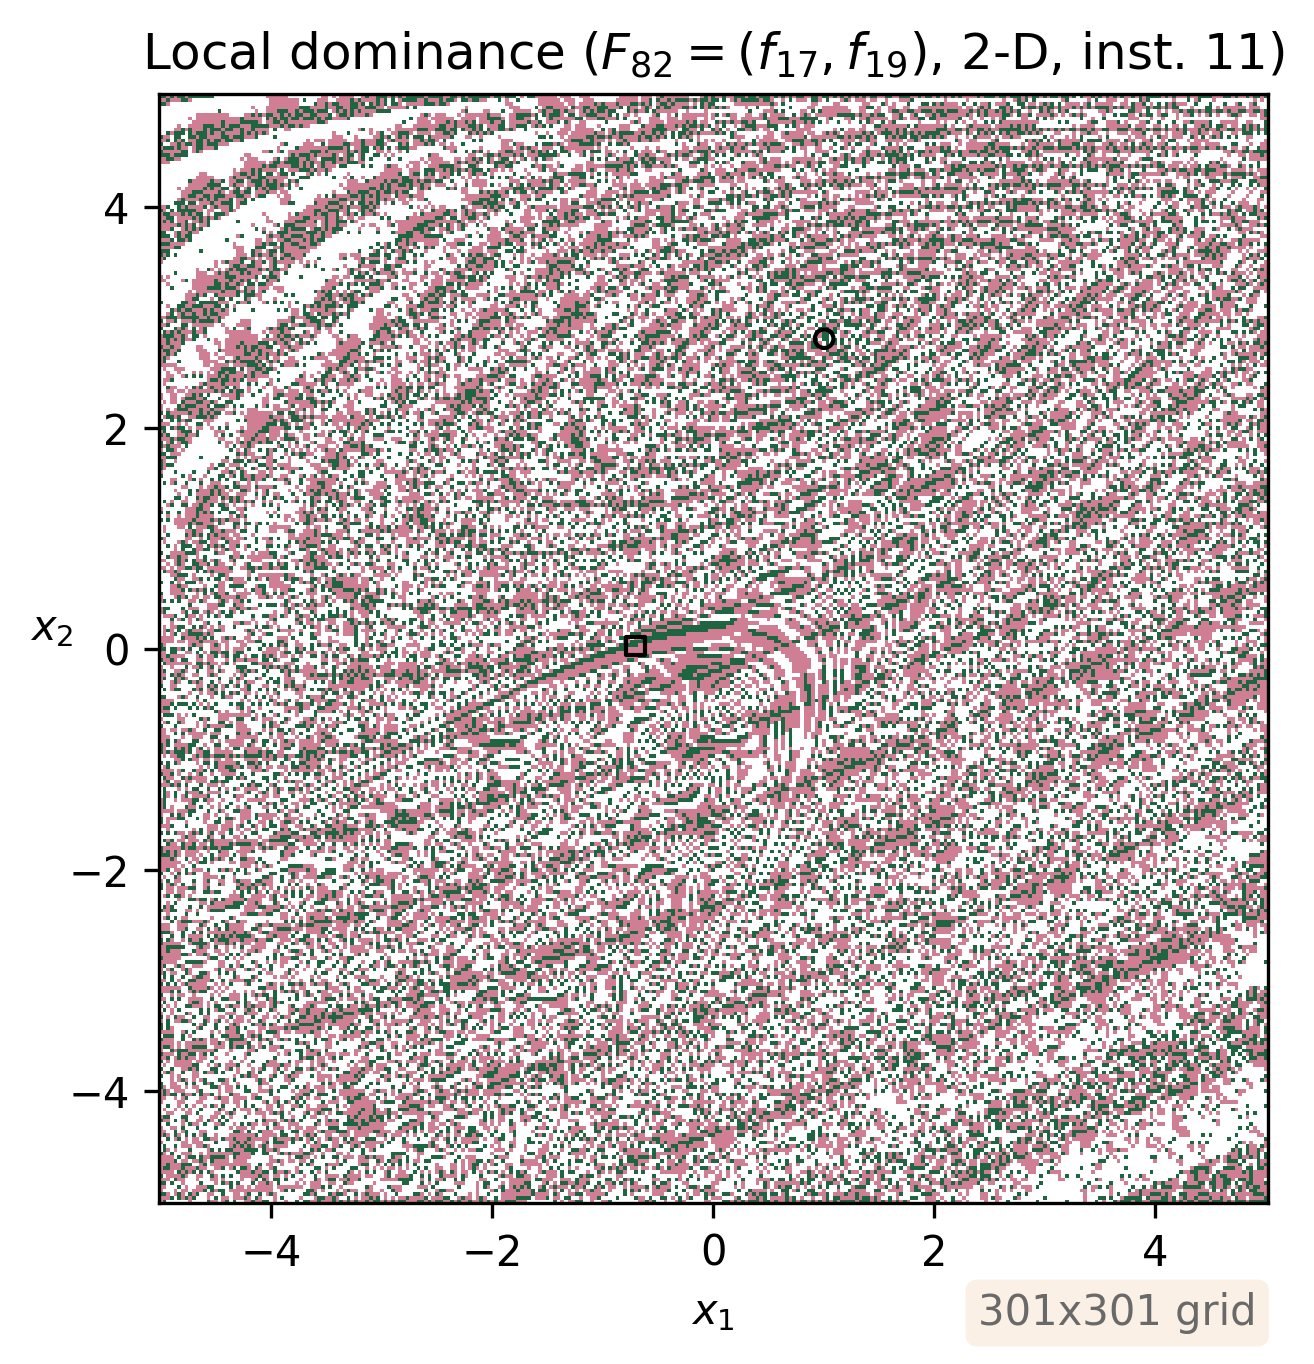 Local dominance (F82 = (f17, f19), 2-D, inst. 11)
4
2
x2
0
−2
−4
−4 −2 0 2 4
x1
301x301 grid